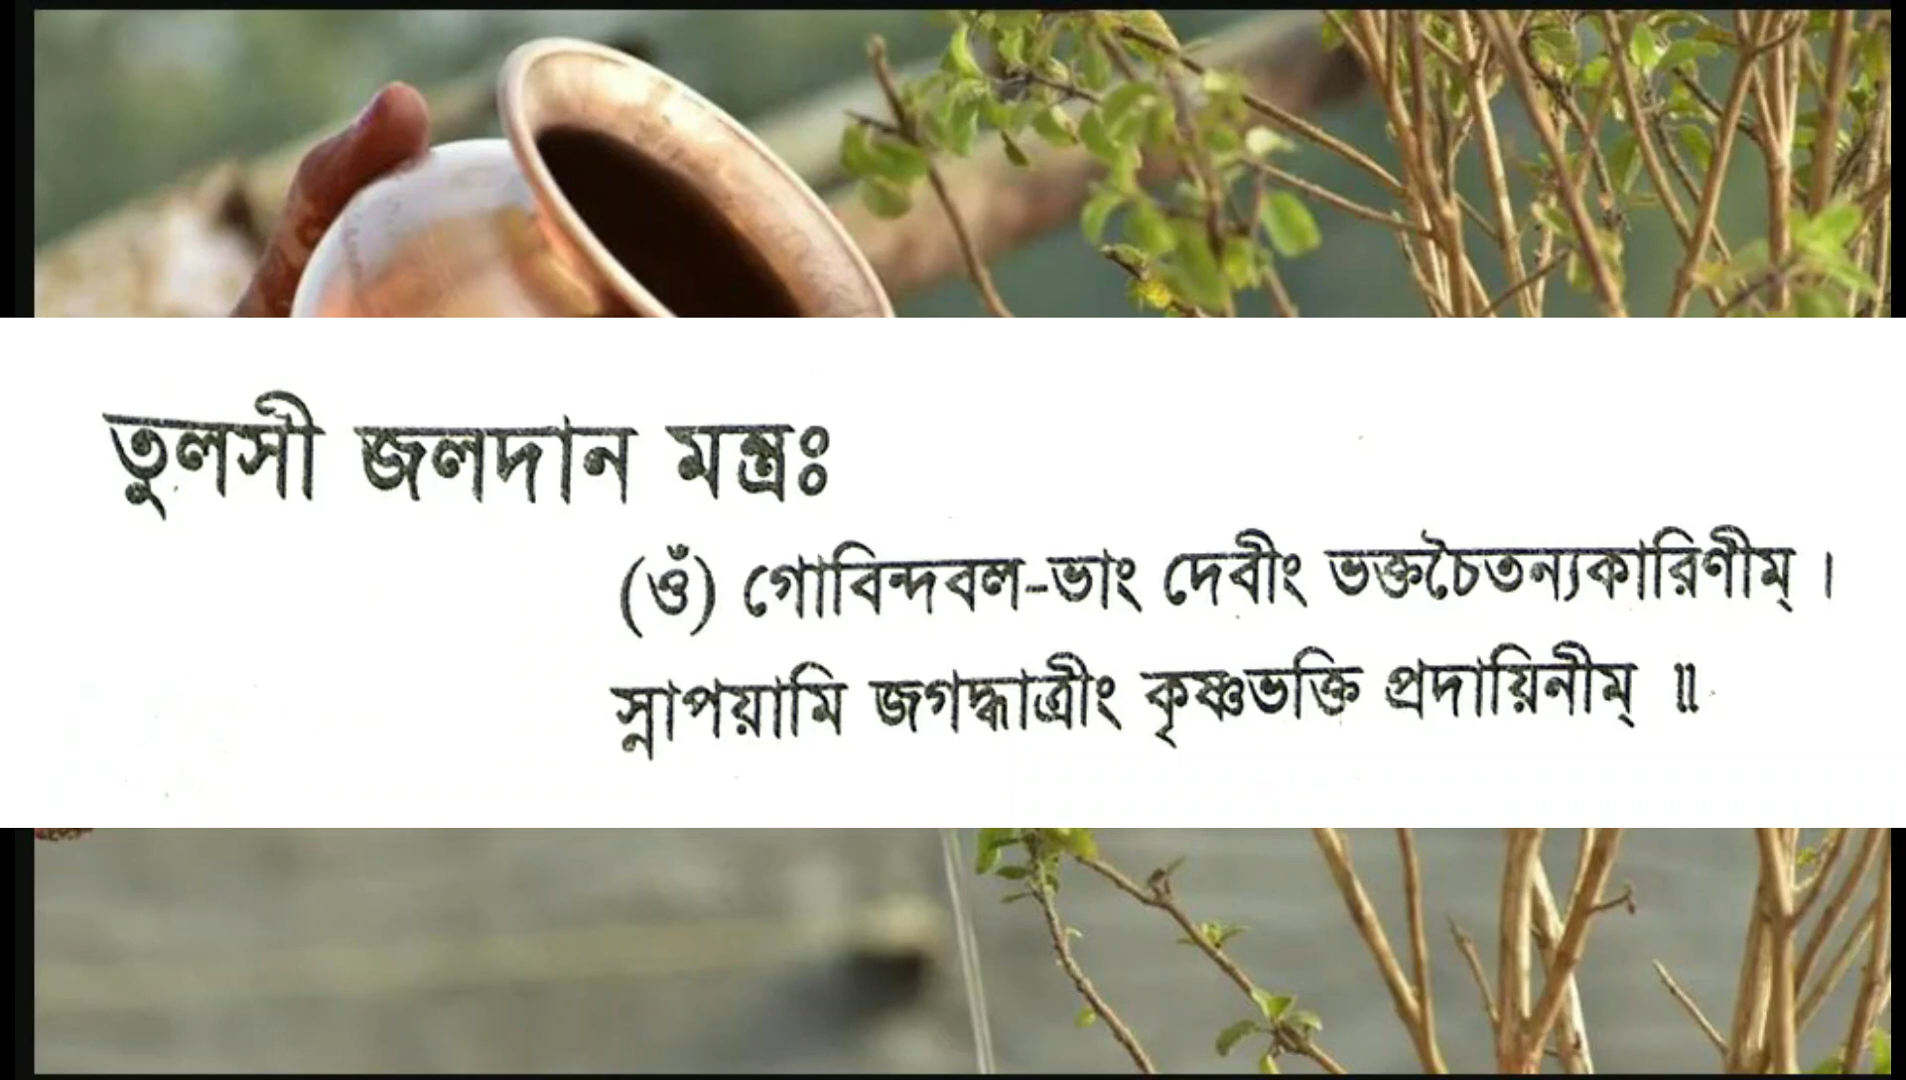 তুলসী জলদান মন্ত্রঃ
(ওঁ) গোবিন্দবল-ভাং দেবীং ভক্তচৈতন্যকারিণীম্ ।
স্নাপয়ামি জগদ্ধাত্রীং কৃষ্ণভক্তি প্রদায়িনীম্ ॥